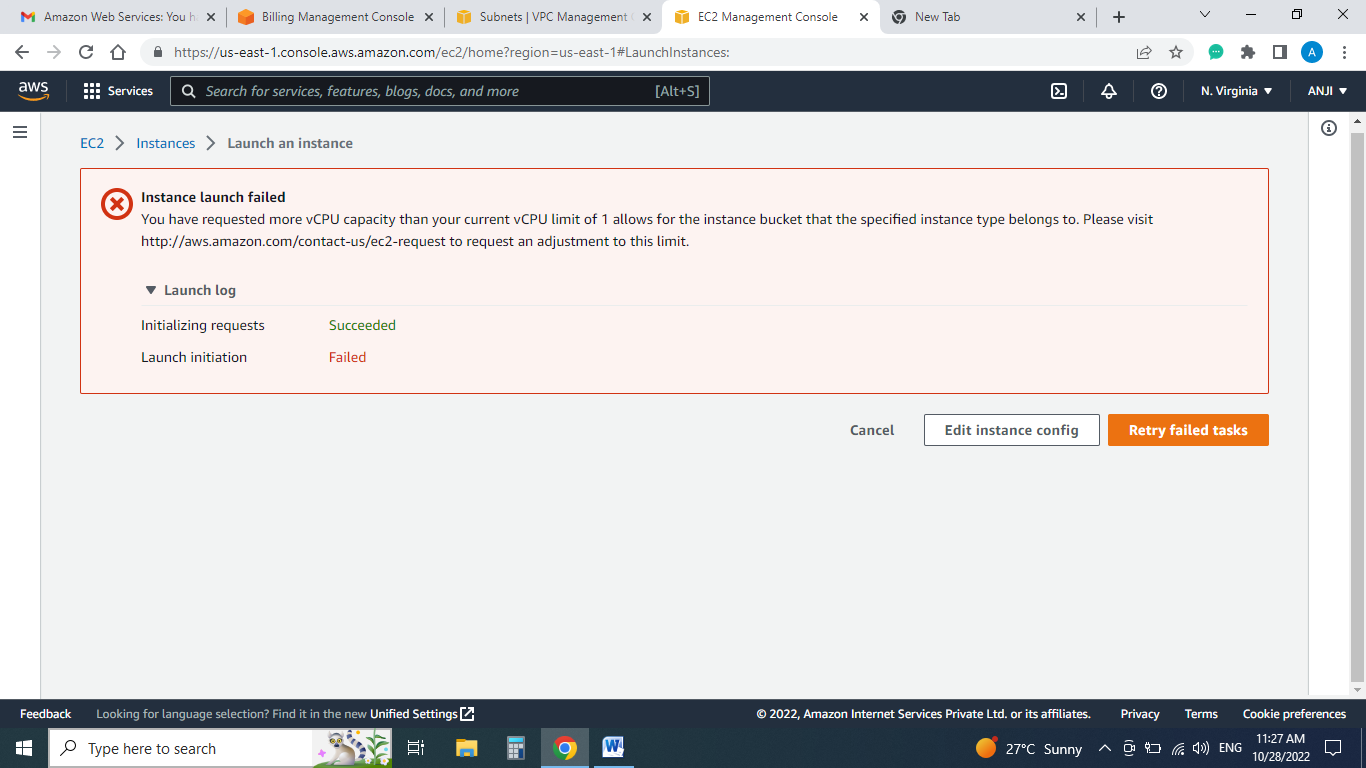 Amazon Web Services: You h
Billing Management Console
Subnets | VPC Management
EC2 Management Console
New Tab
https://us-east-1.console.aws.amazon.com/ec2/home?region=us-east-1#LaunchInstances:
A
aws
Services
Search for services, features, blogs, docs, and more
[Alt+S]
N. Virginia
ANJI
EC2
Instances
Launch an instance
Instance launch failed
You have requested more vCPU capacity than your current vCPU limit of 1 allows for the instance bucket that the specified instance type belongs to. Please visit
http://aws.amazon.com/contact-us/ec2-request to request an adjustment to this limit.
Launch log
Initializing requests
Succeeded
Launch initiation
Failed
Cancel
Edit instance config
Retry failed tasks
Feedback
Looking for language selection? Find it in the new Unified Settings
© 2022, Amazon Internet Services Private Ltd. or its affiliates.
Privacy
Terms
Cookie preferences
Type here to search
27°C Sunny
ENG
11:27 AM
10/28/2022